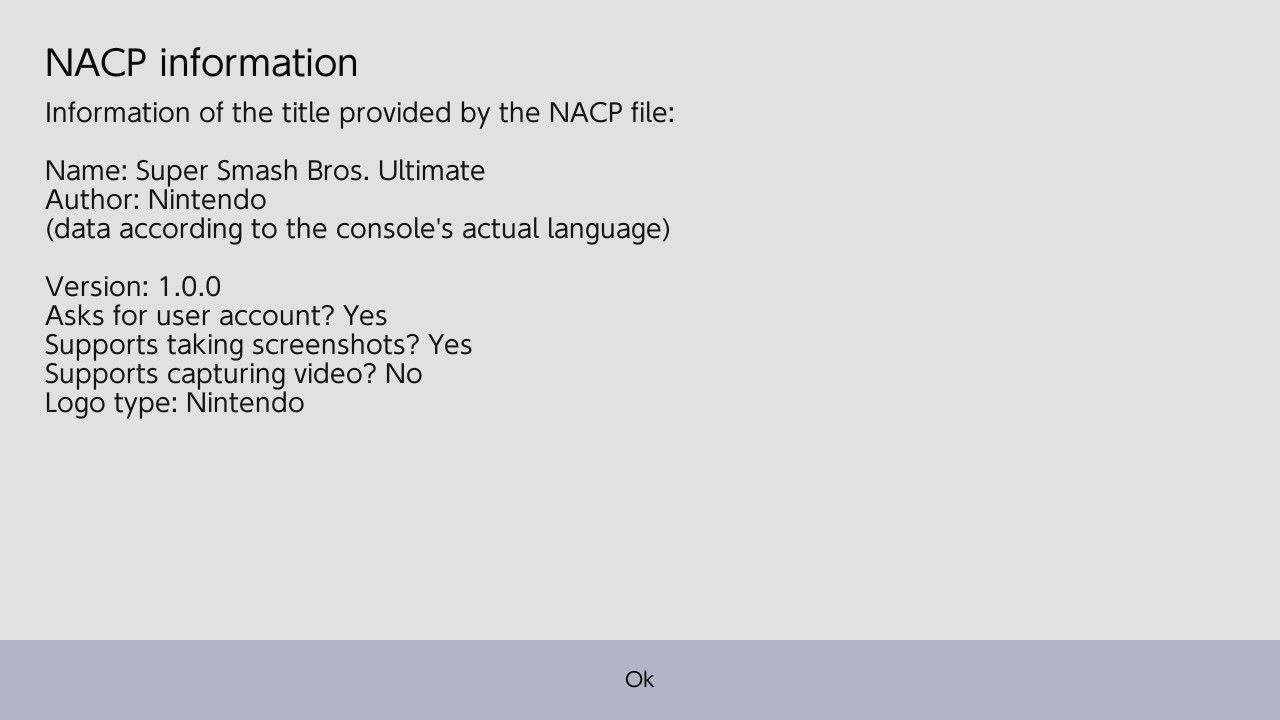 NACP information
Information of the title provided by the NACP file:
Name: Super Smash Bros. Ultimate
Author: Nintendo
(data according to the console's actual language)
Version: 1.0.0
Asks for user account? Yes
Supports taking screenshots? Yes
Supports capturing video? No
Logo type: Nintendo
Ok